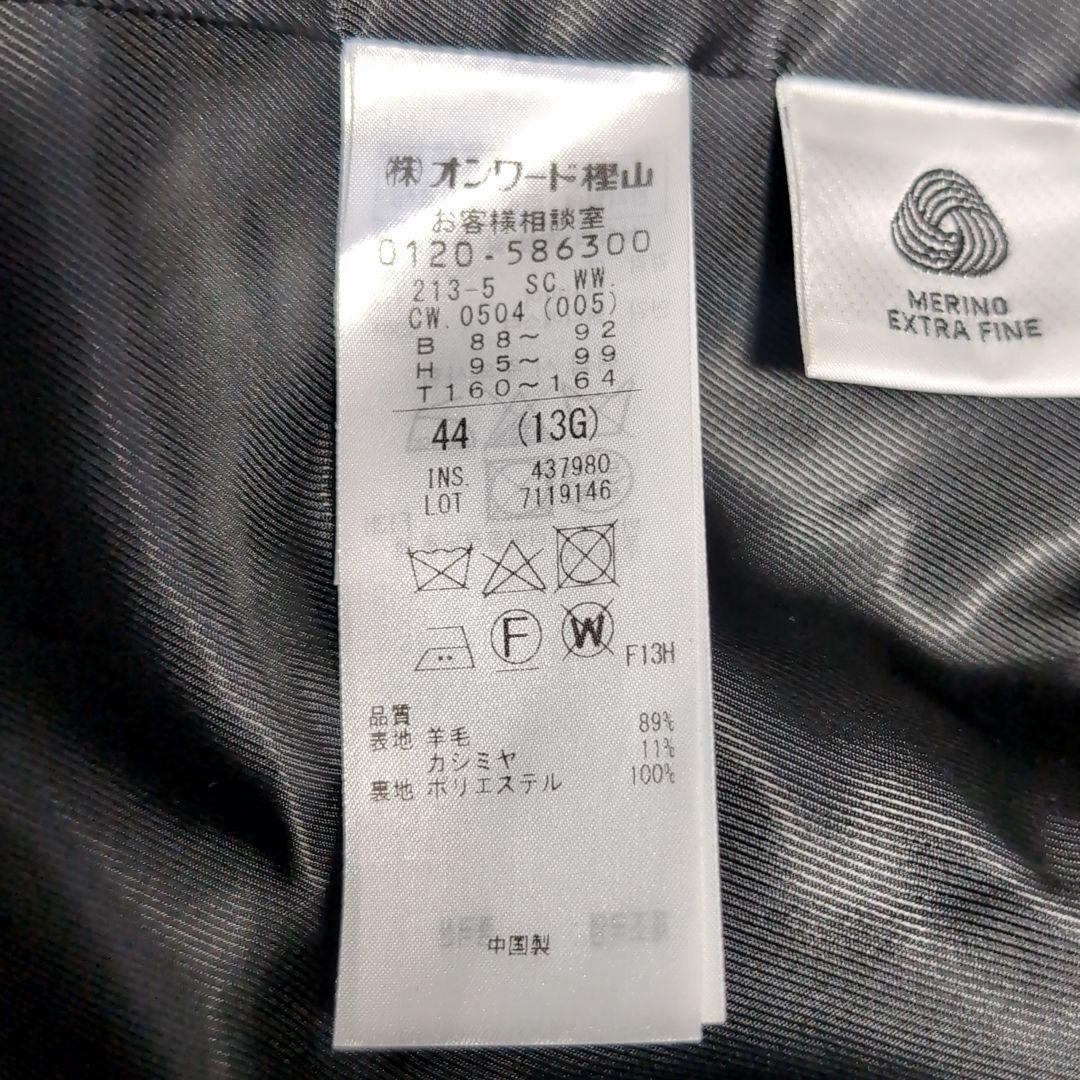 (株)オンワード樫山
お客様相談室
0120-586300
213-5 SC.WW.
CW.0504 (005)
B 88~ 92
H 95~ 99
T160~164
44 (13G)
INS. 437980
LOT 7119146
F
W
F13H
品質
表地 羊毛 89%
カシミヤ 11%
裏地 ポリエステル 100%
中国製
MERINO
EXTRA FINE